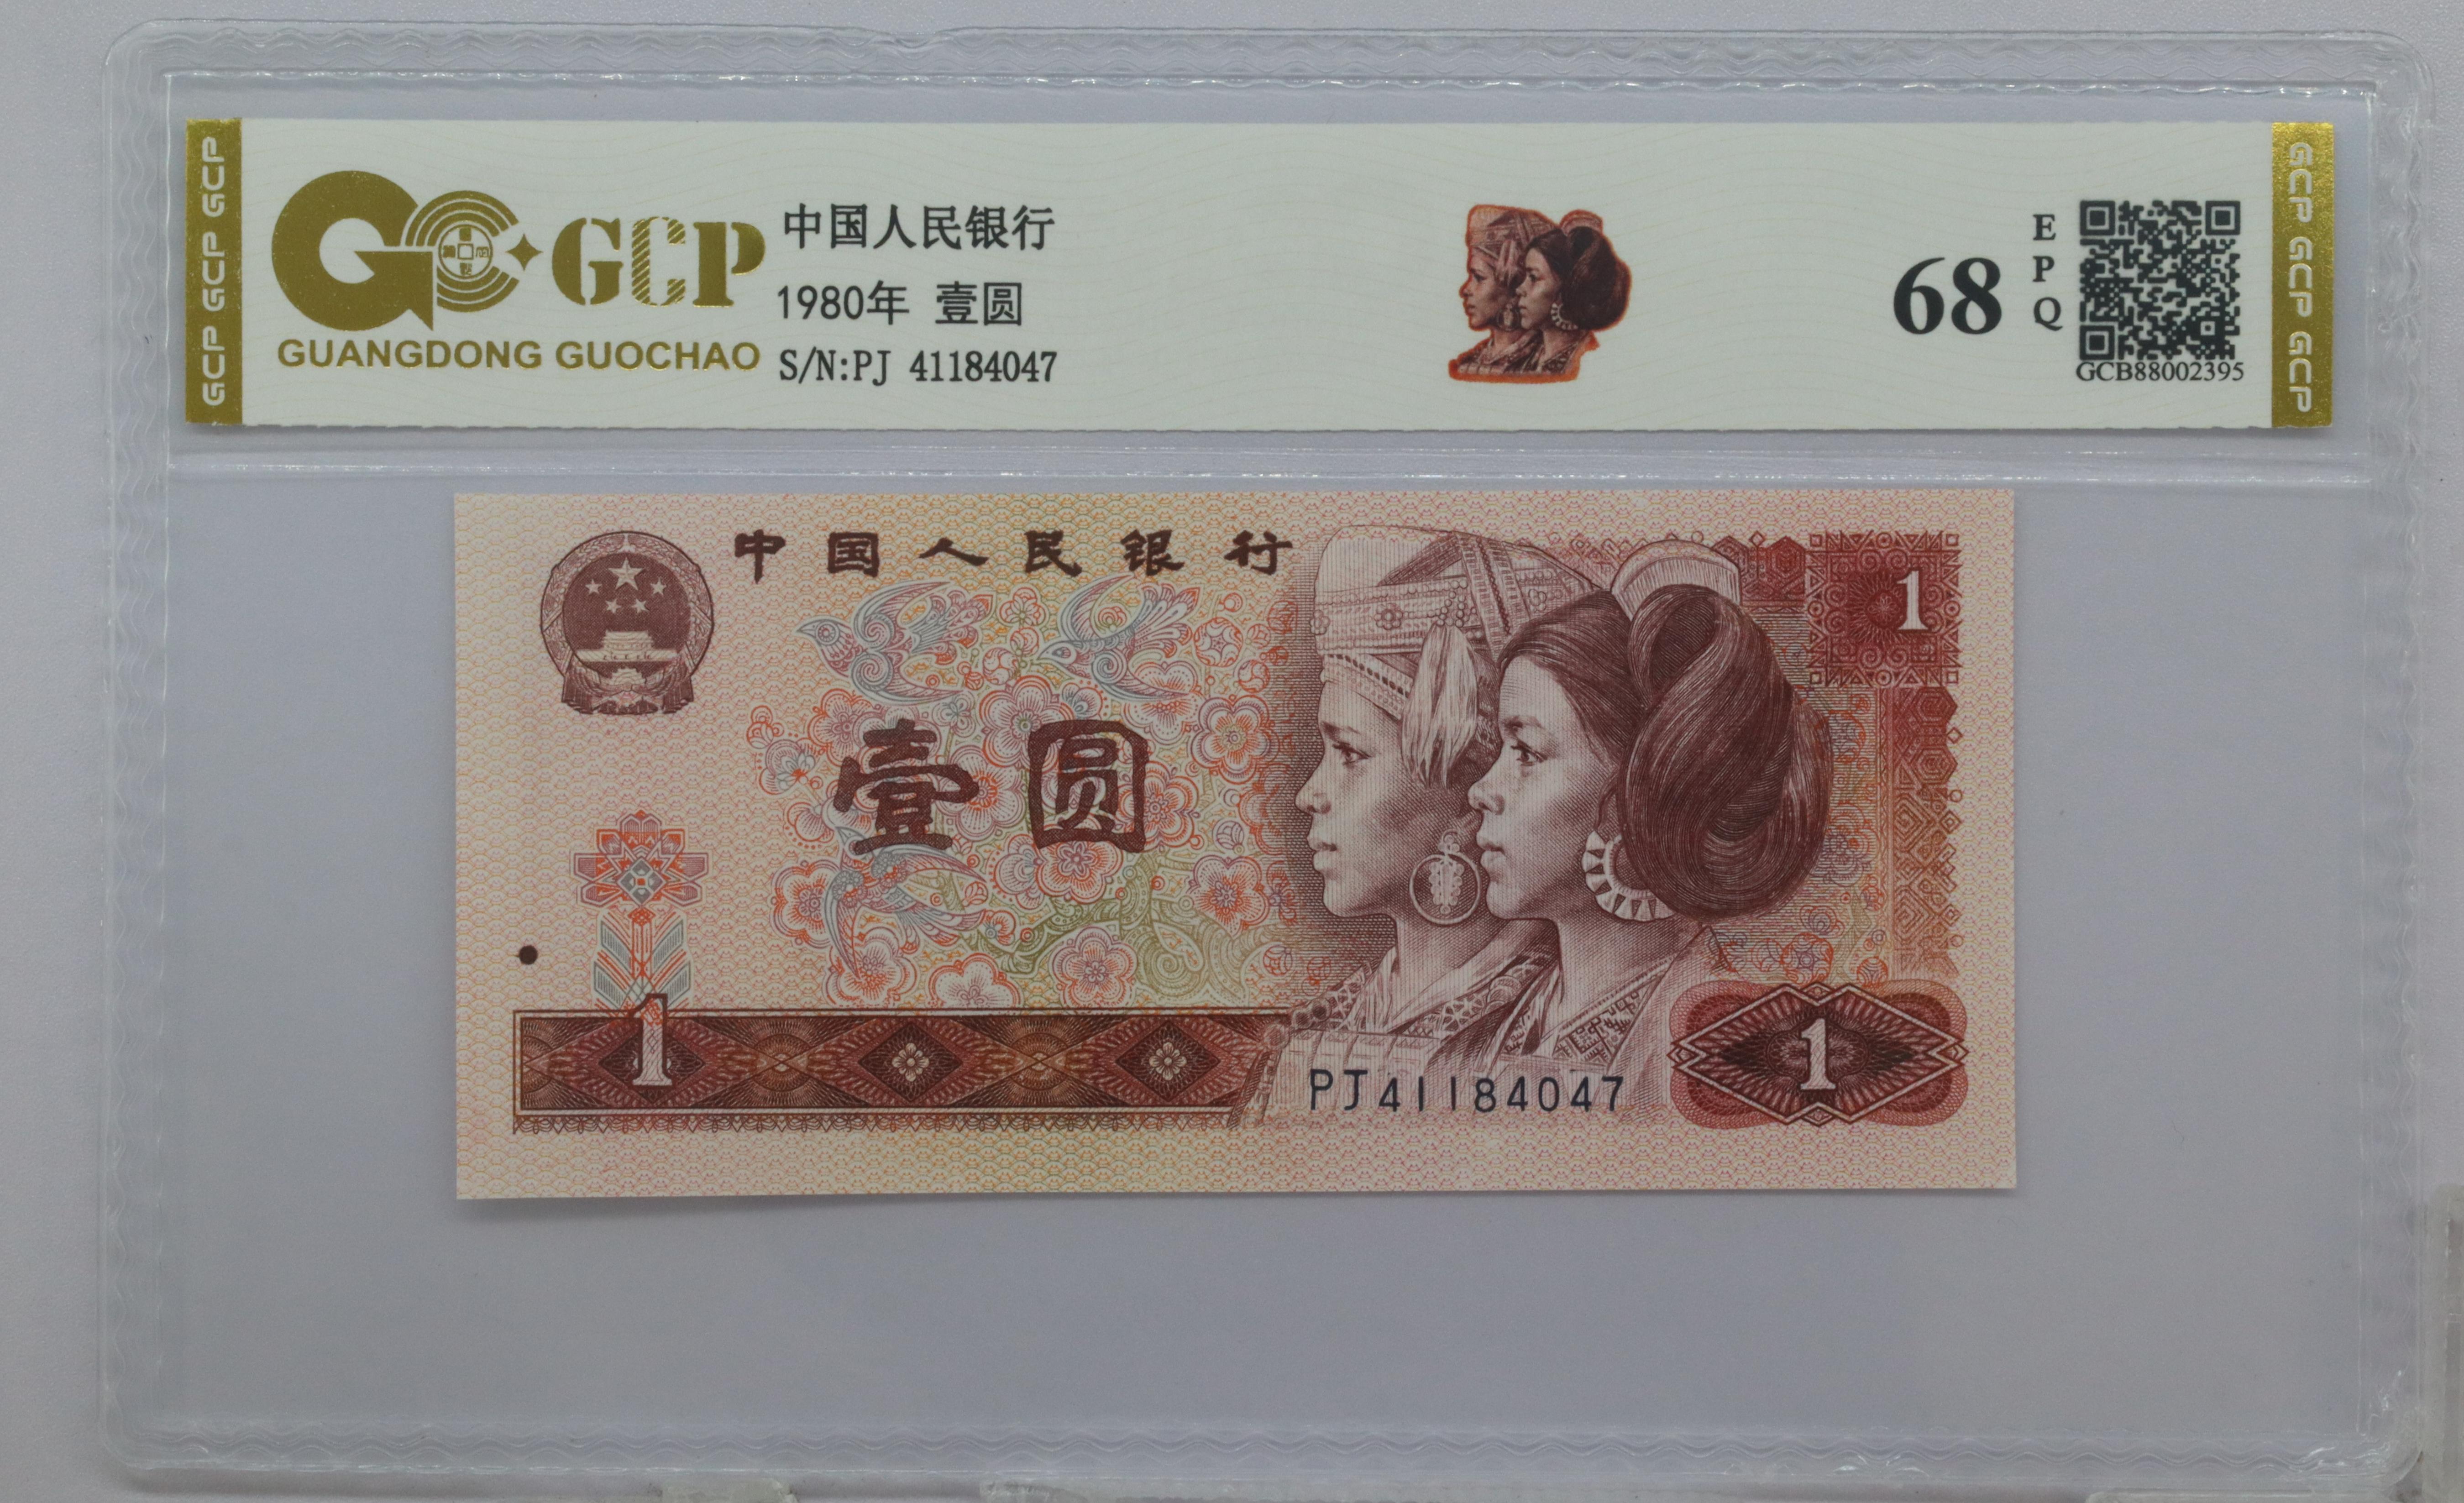 GCP GCP GCP
GCP
GUANGDONG GUOCHAO
中国人民银行
1980年 壹圆
S/N:PJ 41184047
68
E
P
Q
GCB88002395
GCP GCP GCP
中国人民银行
1
壹圆
1
PJ41184047
1